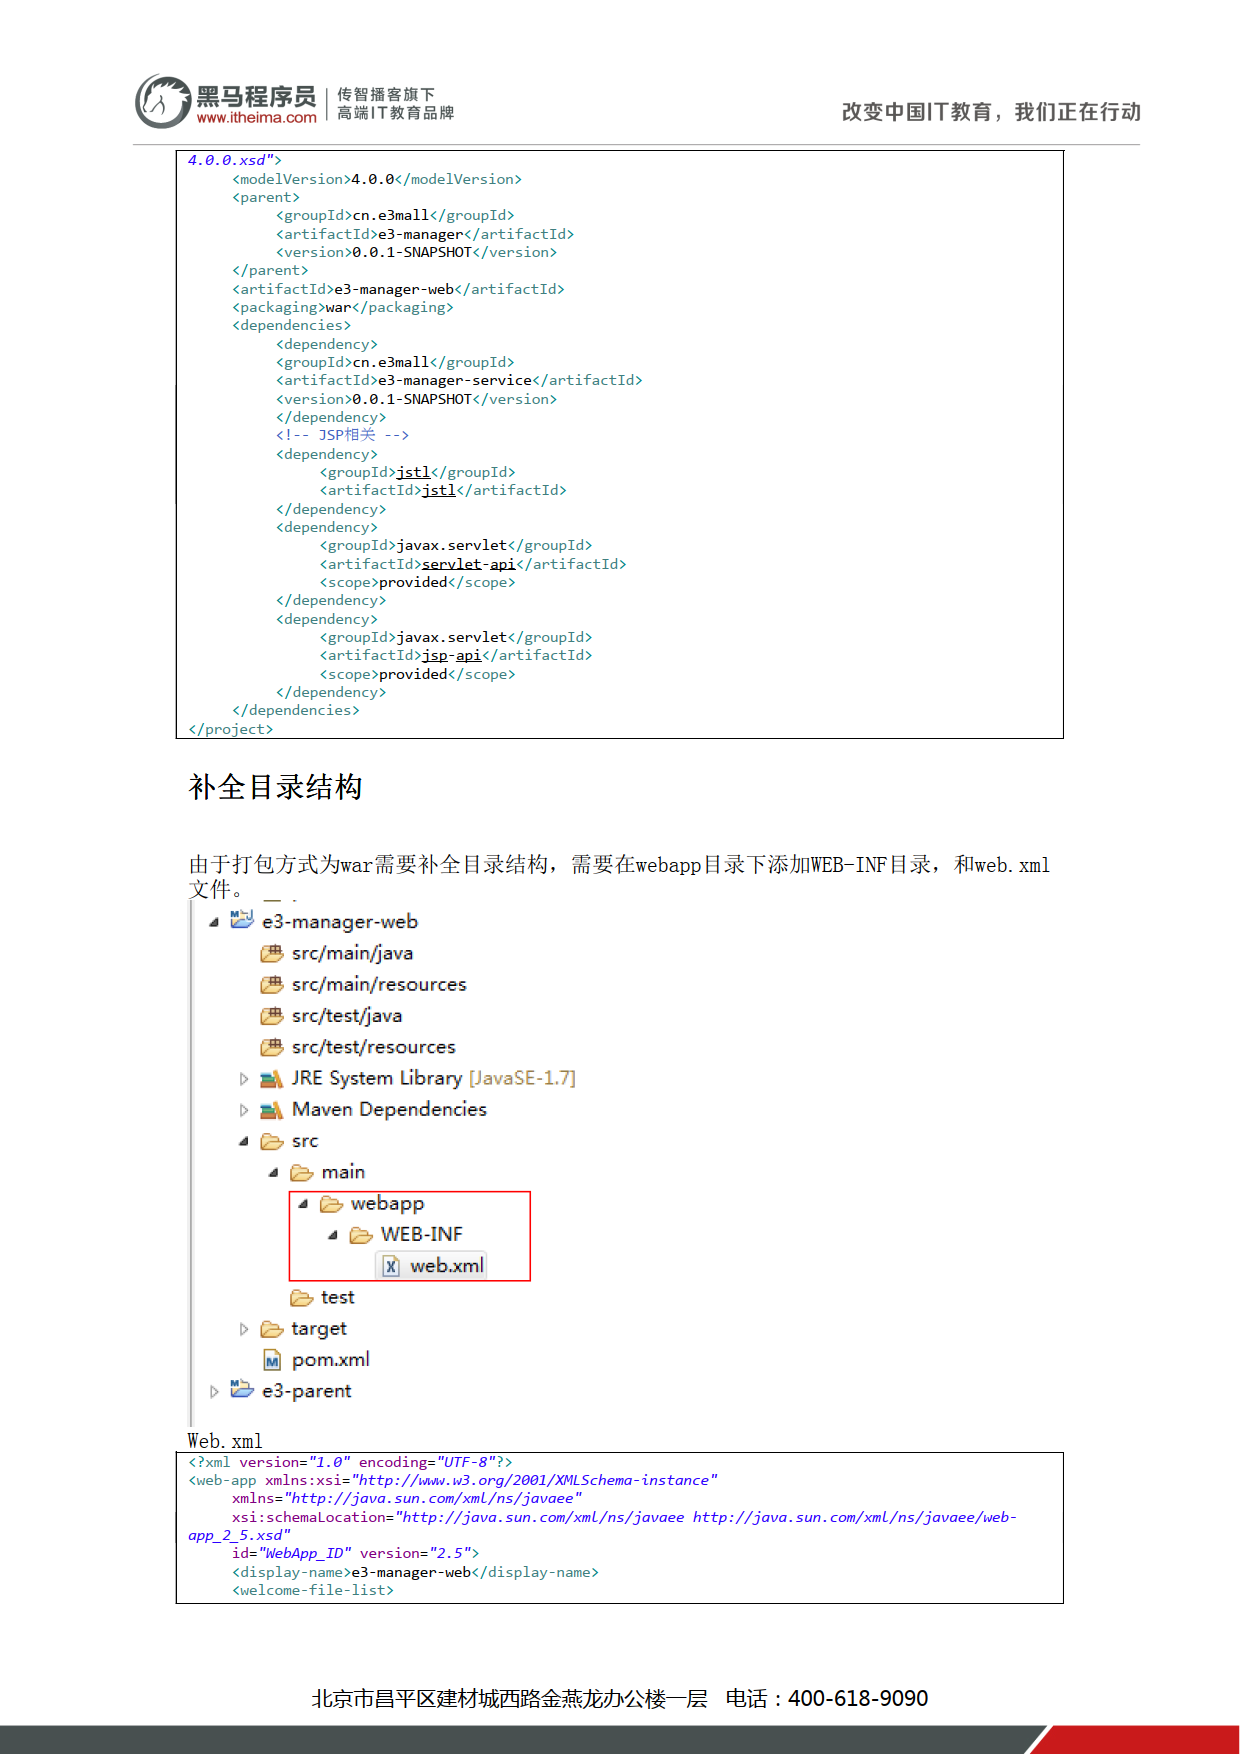 黑马程序员
www.itheima.com
传智播客旗下
高端IT教育品牌
改变中国IT教育，我们正在行动
4.0.0.xsd">
<modelVersion>4.0.0</modelVersion>
<parent>
<groupId>cn.e3mall</groupId>
<artifactId>e3-manager</artifactId>
<version>0.0.1-SNAPSHOT</version>
</parent>
<artifactId>e3-manager-web</artifactId>
<packaging>war</packaging>
<dependencies>
<dependency>
<groupId>cn.e3mall</groupId>
<artifactId>e3-manager-service</artifactId>
<version>0.0.1-SNAPSHOT</version>
</dependency>
<!-- JSP相关 -->
<dependency>
<groupId>jstl</groupId>
<artifactId>jstl</artifactId>
</dependency>
<dependency>
<groupId>javax.servlet</groupId>
<artifactId>servlet-api</artifactId>
<scope>provided</scope>
</dependency>
<dependency>
<groupId>javax.servlet</groupId>
<artifactId>jsp-api</artifactId>
<scope>provided</scope>
</dependency>
</dependencies>
</project>
补全目录结构
由于打包方式为war需要补全目录结构，需要在webapp目录下添加WEB-INF目录，和web.xml
文件。
e3-manager-web
src/main/java
src/main/resources
src/test/java
src/test/resources
JRE System Library [JavaSE-1.7]
Maven Dependencies
src
main
webapp
WEB-INF
web.xml
test
target
pom.xml
e3-parent
Web.xml
<?xml version="1.0" encoding="UTF-8"?>
<web-app xmlns:xsi="http://www.w3.org/2001/XMLSchema-instance"
xmlns="http://java.sun.com/xml/ns/javaee"
xsi:schemaLocation="http://java.sun.com/xml/ns/javaee http://java.sun.com/xml/ns/javaee/web-
app_2_5.xsd"
id="WebApp_ID" version="2.5">
<display-name>e3-manager-web</display-name>
<welcome-file-list>
北京市昌平区建材城西路金燕龙办公楼一层 电话：400-618-9090